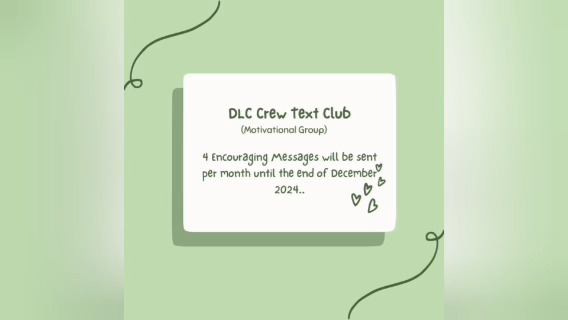 DLC Crew Text Club
(Motivational Group)
4 Encouraging Messages will be sent
per month until the end of December
2024..